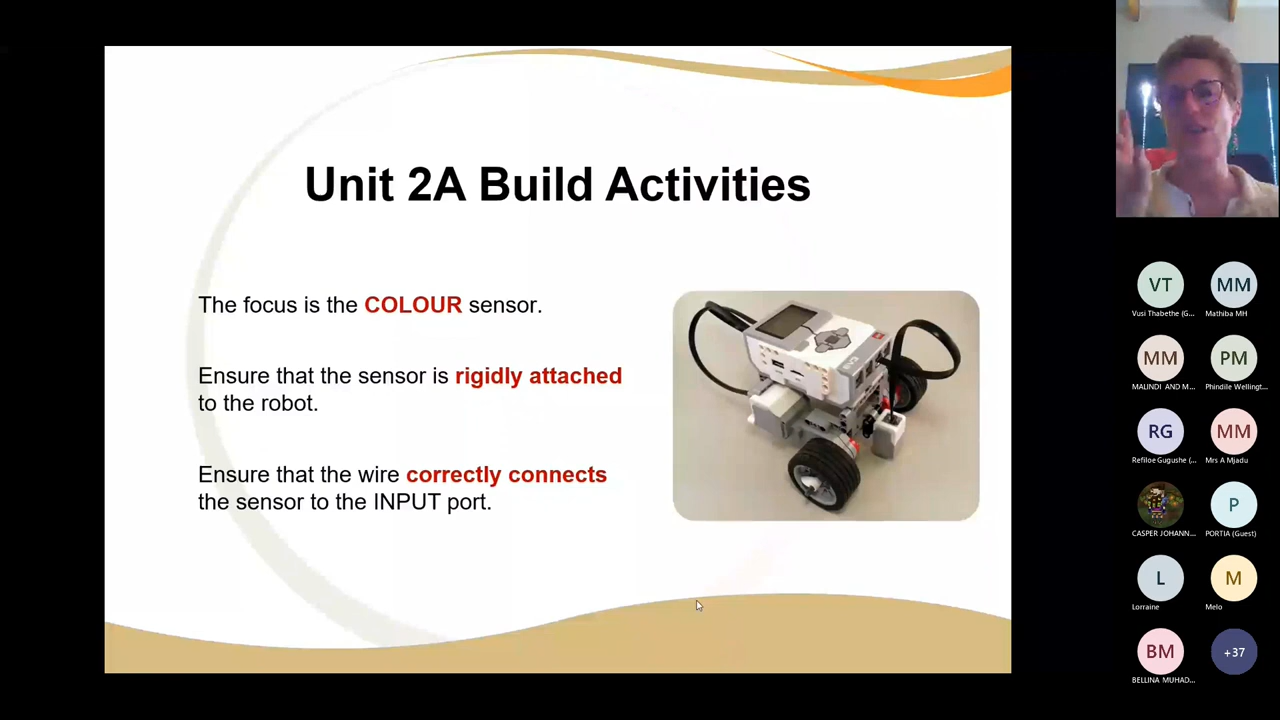 Unit 2A Build Activities
The focus is the COLOUR sensor.
Ensure that the sensor is rigidly attached
to the robot.
Ensure that the wire correctly connects
the sensor to the INPUT port.
EV3
VT
Vusi Thabethe (G...
MM
Mathiba MH
MM
MALINDI AND M...
PM
Phindile Wellingt...
RG
Refiloe Gugushe (...
MM
Mrs A Mjadu
CASPER JOHANN...
P
PORTIA (Guest)
L
Lorraine
M
Melo
BM
BELLINA MUHAD...
+37